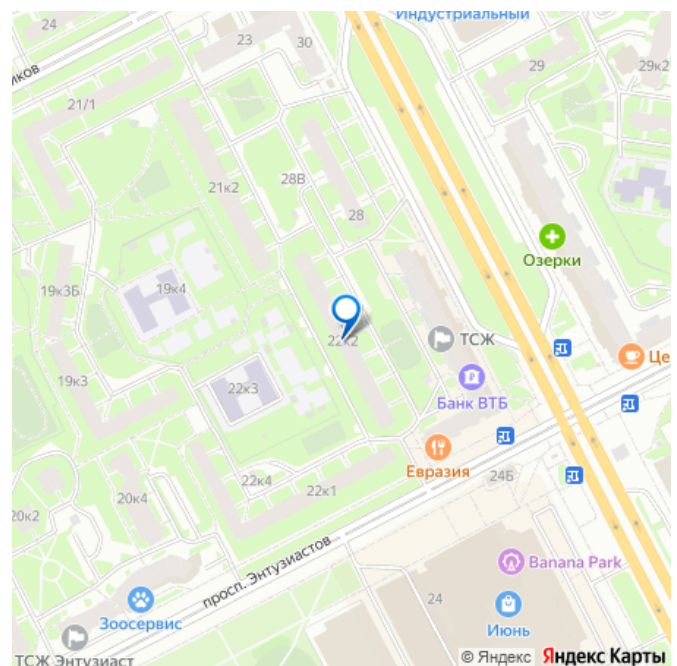 24
Индустриальный
23
30
29
29к2
иков
21/1
28В
21к2
28
Озерки
19к3Б
19к4
ТСЖ
22к2
Це
19к3
22к3
Банк ВТБ
Евразия
24Б
22к4
22к1
20к4
20к2
просп. Энтузиастов
Banana Park
Зоосервис
24
Июнь
ТСЖ Энтузиаст
© Яндекс Яндекс Карты